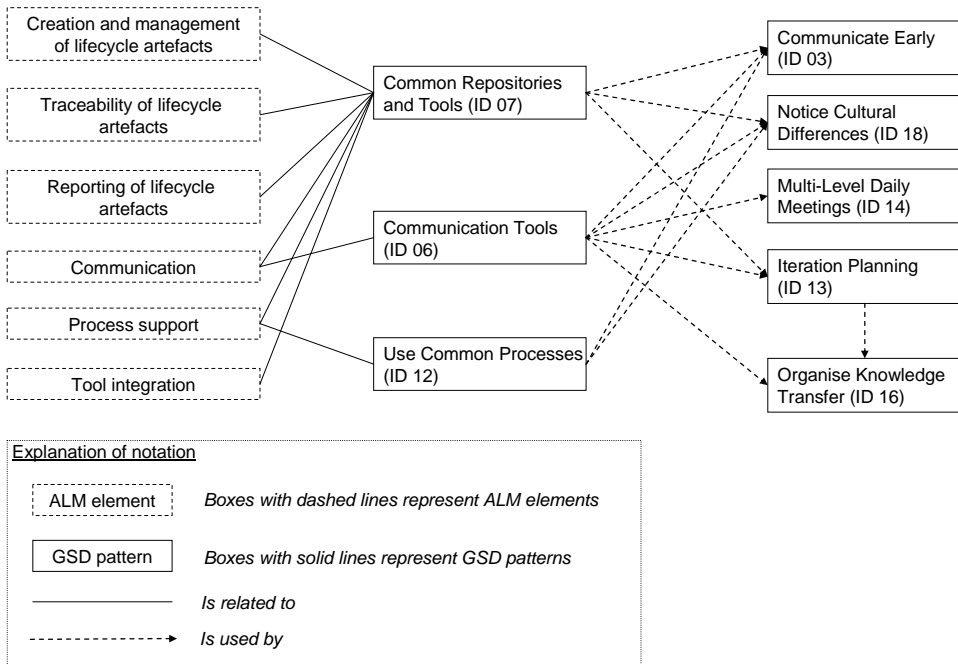 Creation and management
of lifecycle artefacts
Traceability of lifecycle
artefacts
Reporting of lifecycle
artefacts
Communication
Process support
Tool integration
Common Repositories
and Tools (ID 07)
Communication Tools
(ID 06)
Use Common Processes
(ID 12)
Communicate Early
(ID 03)
Notice Cultural
Differences (ID 18)
Multi-Level Daily
Meetings (ID 14)
Iteration Planning
(ID 13)
Organise Knowledge
Transfer (ID 16)
Explanation of notation
ALM element
Boxes with dashed lines represent ALM elements
GSD pattern
Boxes with solid lines represent GSD patterns
Is related to
Is used by